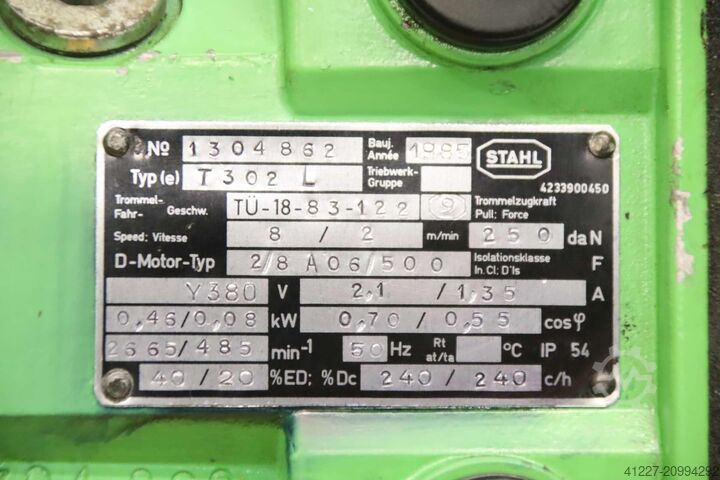 S.Nº 1304862 Bauj. Année 1985 STAHL
Typ(e) T302 L Triebwerk-Gruppe 4233900450
Trommel- Fahr- Geschw. TÜ-18-83-122 9 Trommelzugkraft Pull: Force
Speed: Vitesse 8 / 2 m/min 250 daN
D-Motor-Typ 2/8 A06/500 Isolationsklasse In.Cl; D'Is F
Y380 V 2,1 / 1,35 A
0,46/0,08 kW 0,70 / 0,55 cosφ
2665/485 min-1 50 Hz Rt at/ta °C IP 54
40/20 %ED; %Dc 240/240 c/h
41227-20994292